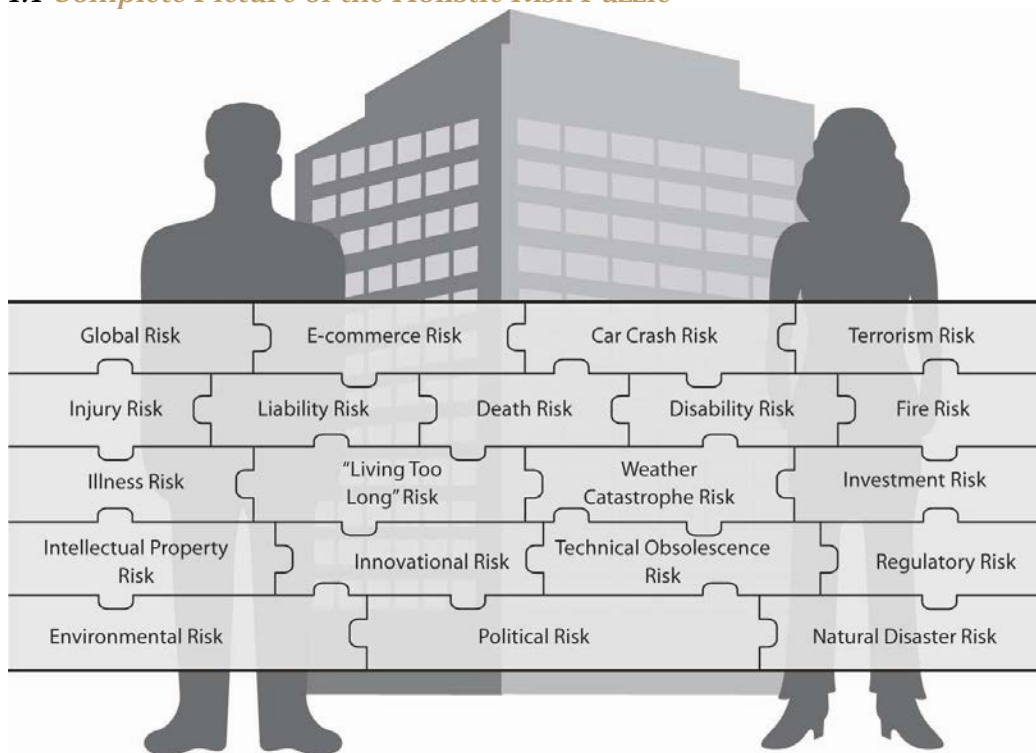 1.1 Complete Picture of the Holistic Risk Puzzle
Global Risk
E-commerce Risk
Car Crash Risk
Terrorism Risk
Injury Risk
Liability Risk
Death Risk
Disability Risk
Fire Risk
Illness Risk
“Living Too
Long” Risk
Weather
Catastrophe Risk
Investment Risk
Intellectual Property
Risk
Innovational Risk
Technical Obsolescence
Risk
Regulatory Risk
Environmental Risk
Political Risk
Natural Disaster Risk